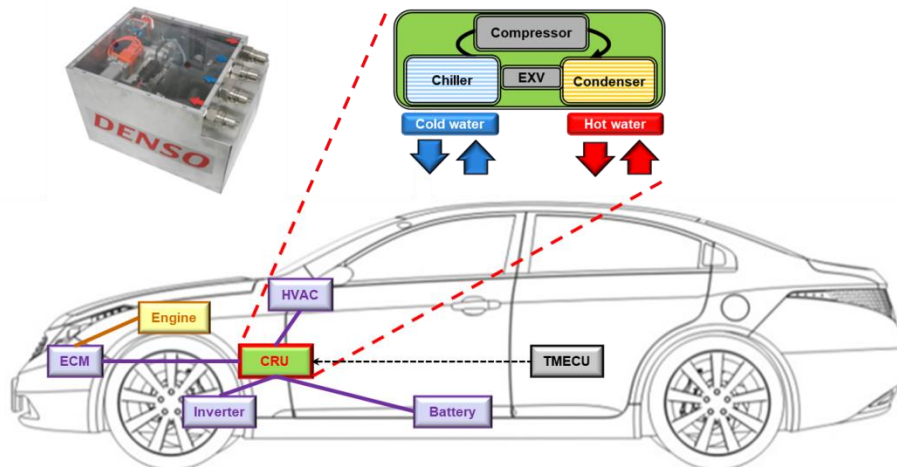 Compressor
Chiller
EXV
Condenser
Cold water
Hot water
DENSO
HVAC
Engine
ECM
CRU
TMECU
Inverter
Battery